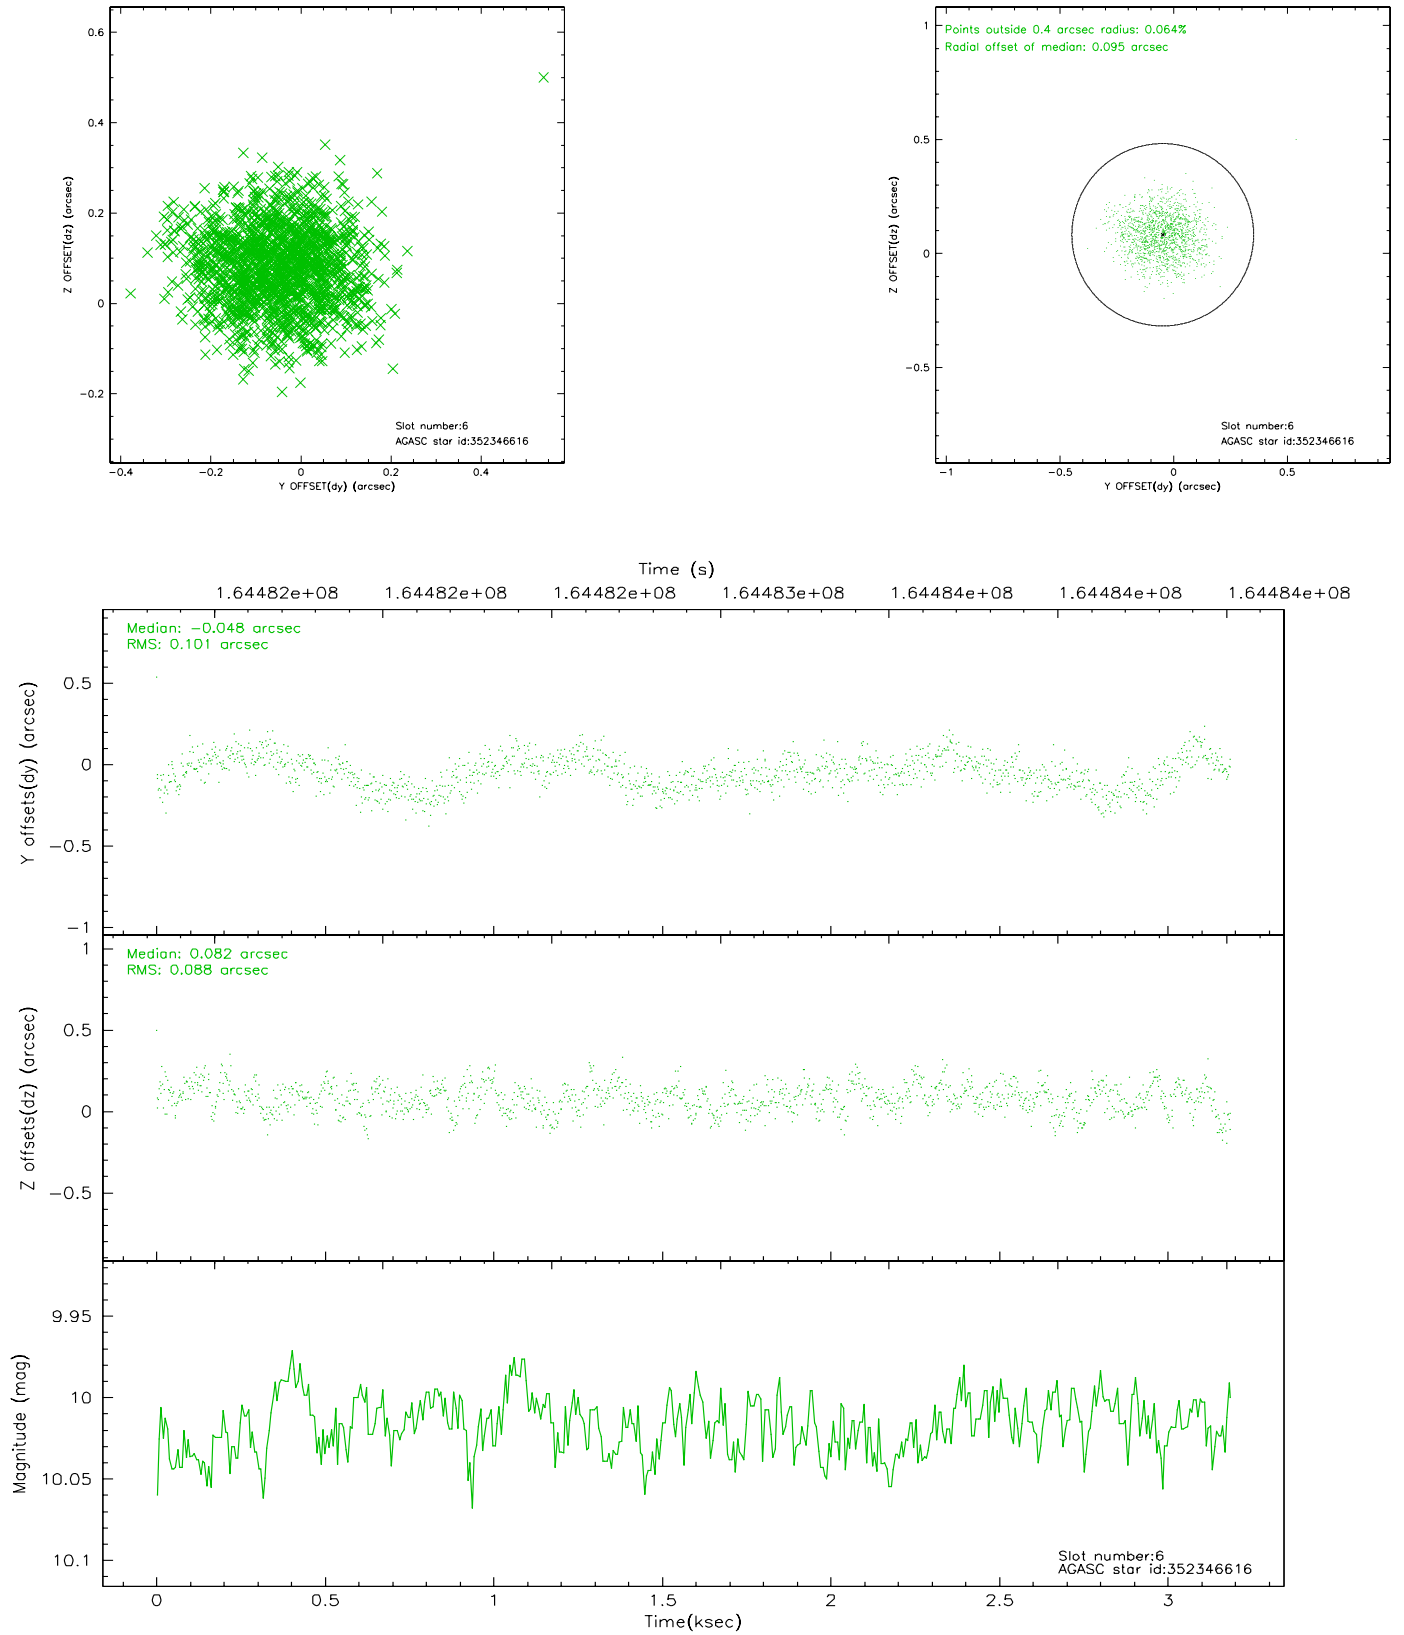 0.6
0.4
0.2
0
−0.2
−0.4 −0.2 0 0.2 0.4
Z OFFSET(dz) (arcsec)
Y OFFSET(dy) (arcsec)
Slot number:6
AGASC star id:352346616
Points outside 0.4 arcsec radius: 0.064%
Radial offset of median: 0.095 arcsec
1
0.5
0
−0.5
−1 −0.5 0 0.5
Z OFFSET(dz) (arcsec)
Y OFFSET(dy) (arcsec)
Slot number:6
AGASC star id:352346616
Time (s)
1.64482e+08 1.64482e+08 1.64482e+08 1.64483e+08 1.64484e+08 1.64484e+08 1.64484e+08
Median: −0.048 arcsec
RMS: 0.101 arcsec
0.5
0
−0.5
−1
Y offsets(dy) (arcsec)
Median: 0.082 arcsec
RMS: 0.088 arcsec
1
0.5
0
−0.5
Z offsets(dz) (arcsec)
9.95
10
10.05
10.1
Magnitude (mag)
Slot number:6
AGASC star id:352346616
0 0.5 1 1.5 2 2.5 3
Time(ksec)